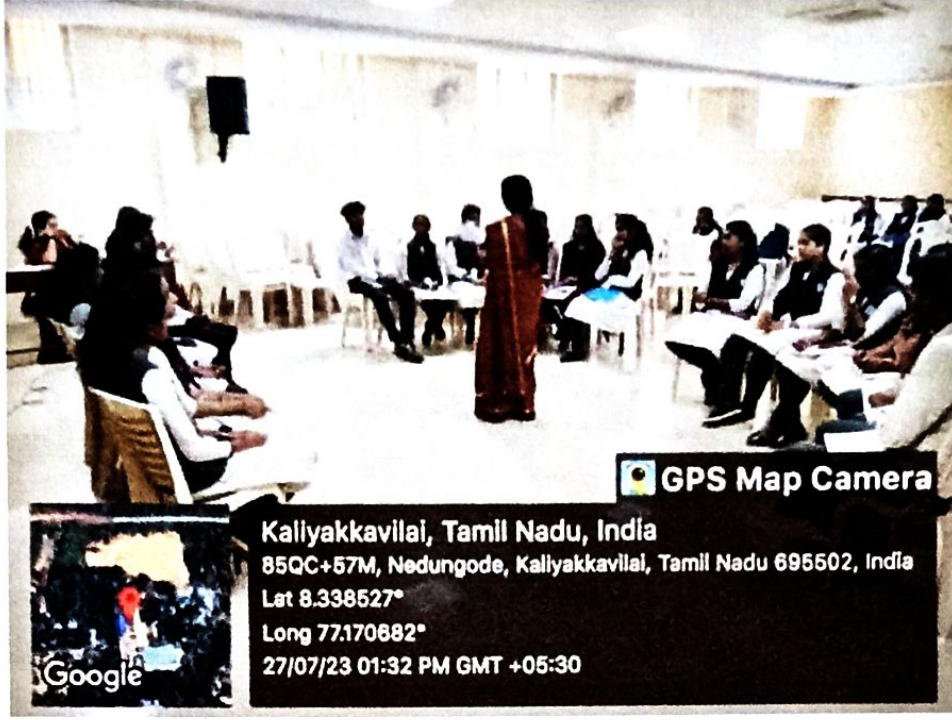 GPS Map Camera
Kaliyakkavilai, Tamil Nadu, India
85QC+57M, Nedungode, Kaliyakkavilai, Tamil Nadu 695502, India
Lat 8.338527°
Long 77.170682°
27/07/23 01:32 PM GMT +05:30
Google